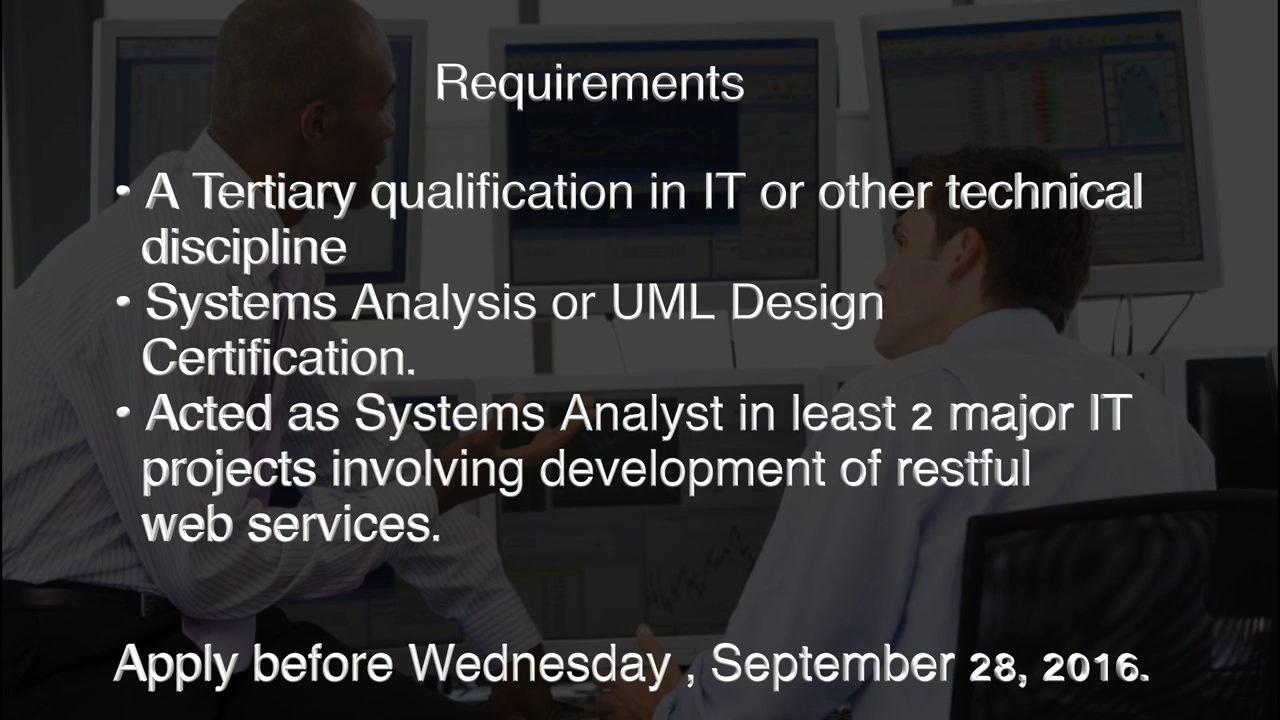 Requirements
• A Tertiary qualification in IT or other technical
discipline
• Systems Analysis or UML Design
Certification.
• Acted as Systems Analyst in least 2 major IT
projects involving development of restful
web services.
Apply before Wednesday , September 28, 2016.